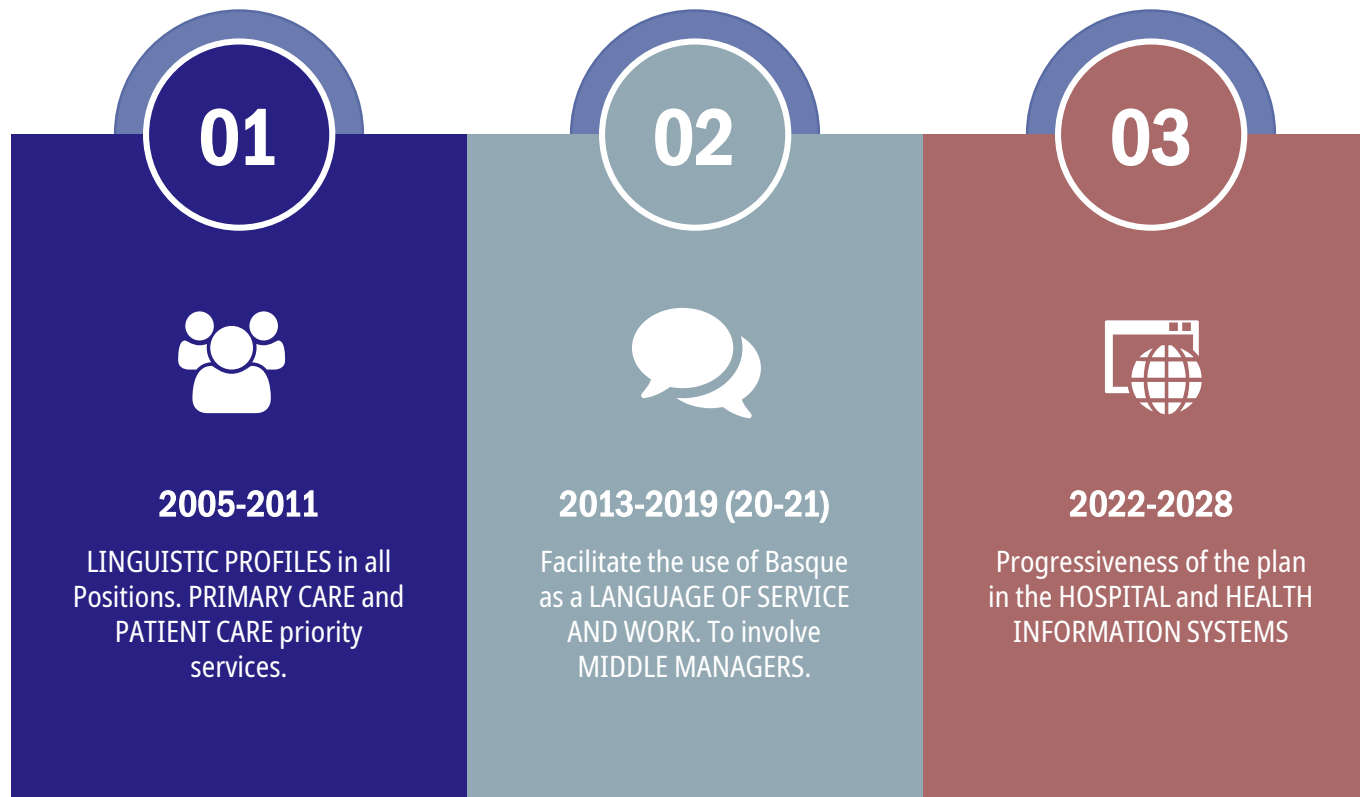 01
2005-2011
LINGUISTIC PROFILES in all
Positions. PRIMARY CARE and
PATIENT CARE priority
services.
02
2013-2019 (20-21)
Facilitate the use of Basque
as a LANGUAGE OF SERVICE
AND WORK. To involve
MIDDLE MANAGERS.
03
2022-2028
Progressiveness of the plan
in the HOSPITAL and HEALTH
INFORMATION SYSTEMS